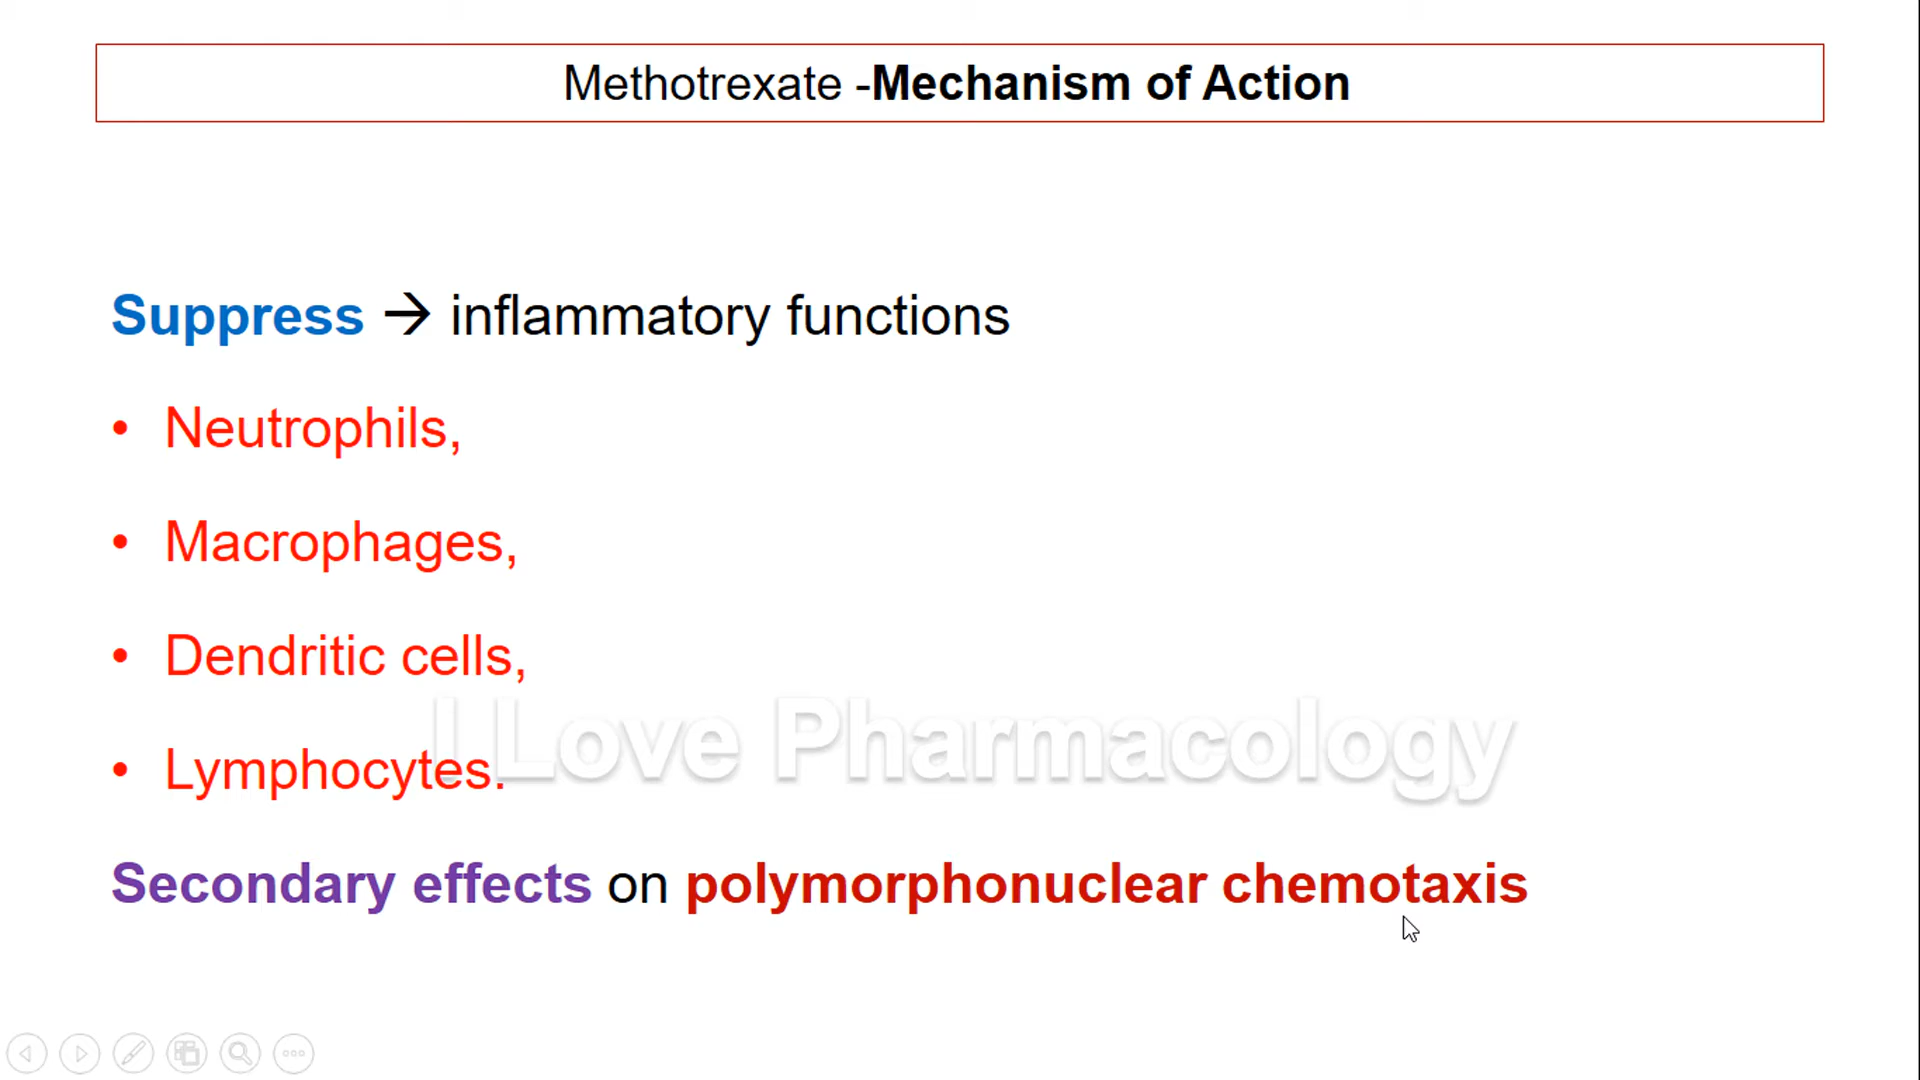 Methotrexate -Mechanism of Action
Suppress → inflammatory functions
• Neutrophils,
• Macrophages,
• Dendritic cells,
I Love Pharmacology
• Lymphocytes.
Secondary effects on polymorphonuclear chemotaxis